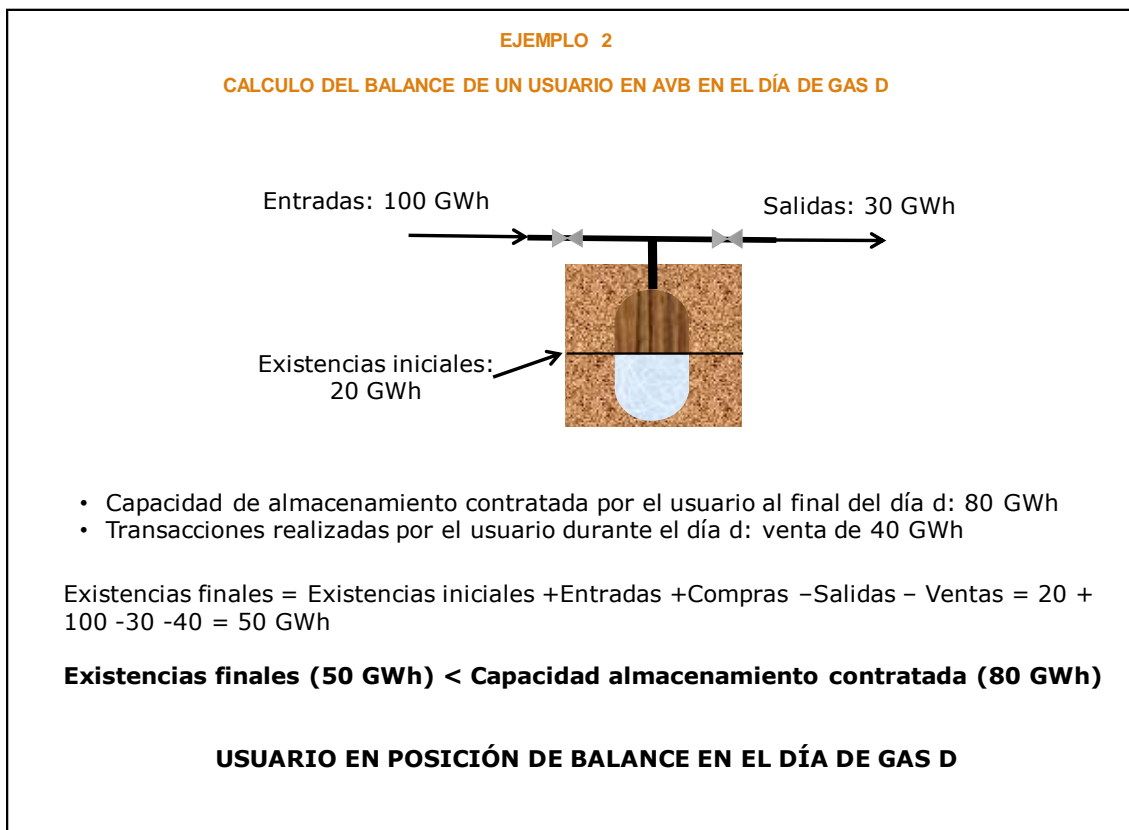 EJEMPLO 2
CALCULO DEL BALANCE DE UN USUARIO EN AVB EN EL DÍA DE GAS D
Entradas: 100 GWh
Salidas: 30 GWh
Existencias iniciales:
20 GWh
• Capacidad de almacenamiento contratada por el usuario al final del día d: 80 GWh
• Transacciones realizadas por el usuario durante el día d: venta de 40 GWh
Existencias finales = Existencias iniciales +Entradas +Compras –Salidas – Ventas = 20 +
100 -30 -40 = 50 GWh
Existencias finales (50 GWh) < Capacidad almacenamiento contratada (80 GWh)
USUARIO EN POSICIÓN DE BALANCE EN EL DÍA DE GAS D